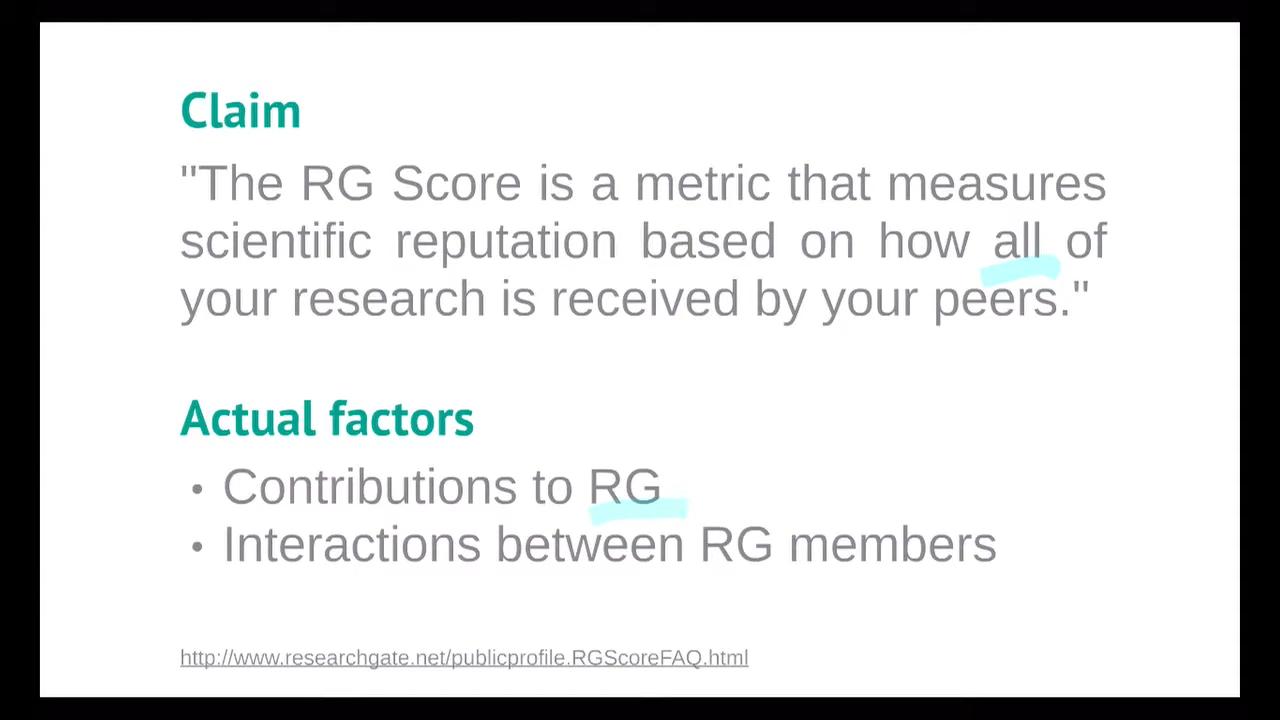 Claim
"The RG Score is a metric that measures
scientific reputation based on how all of
your research is received by your peers."
Actual factors
• Contributions to RG
• Interactions between RG members
http://www.researchgate.net/publicprofile.RGScoreFAQ.html